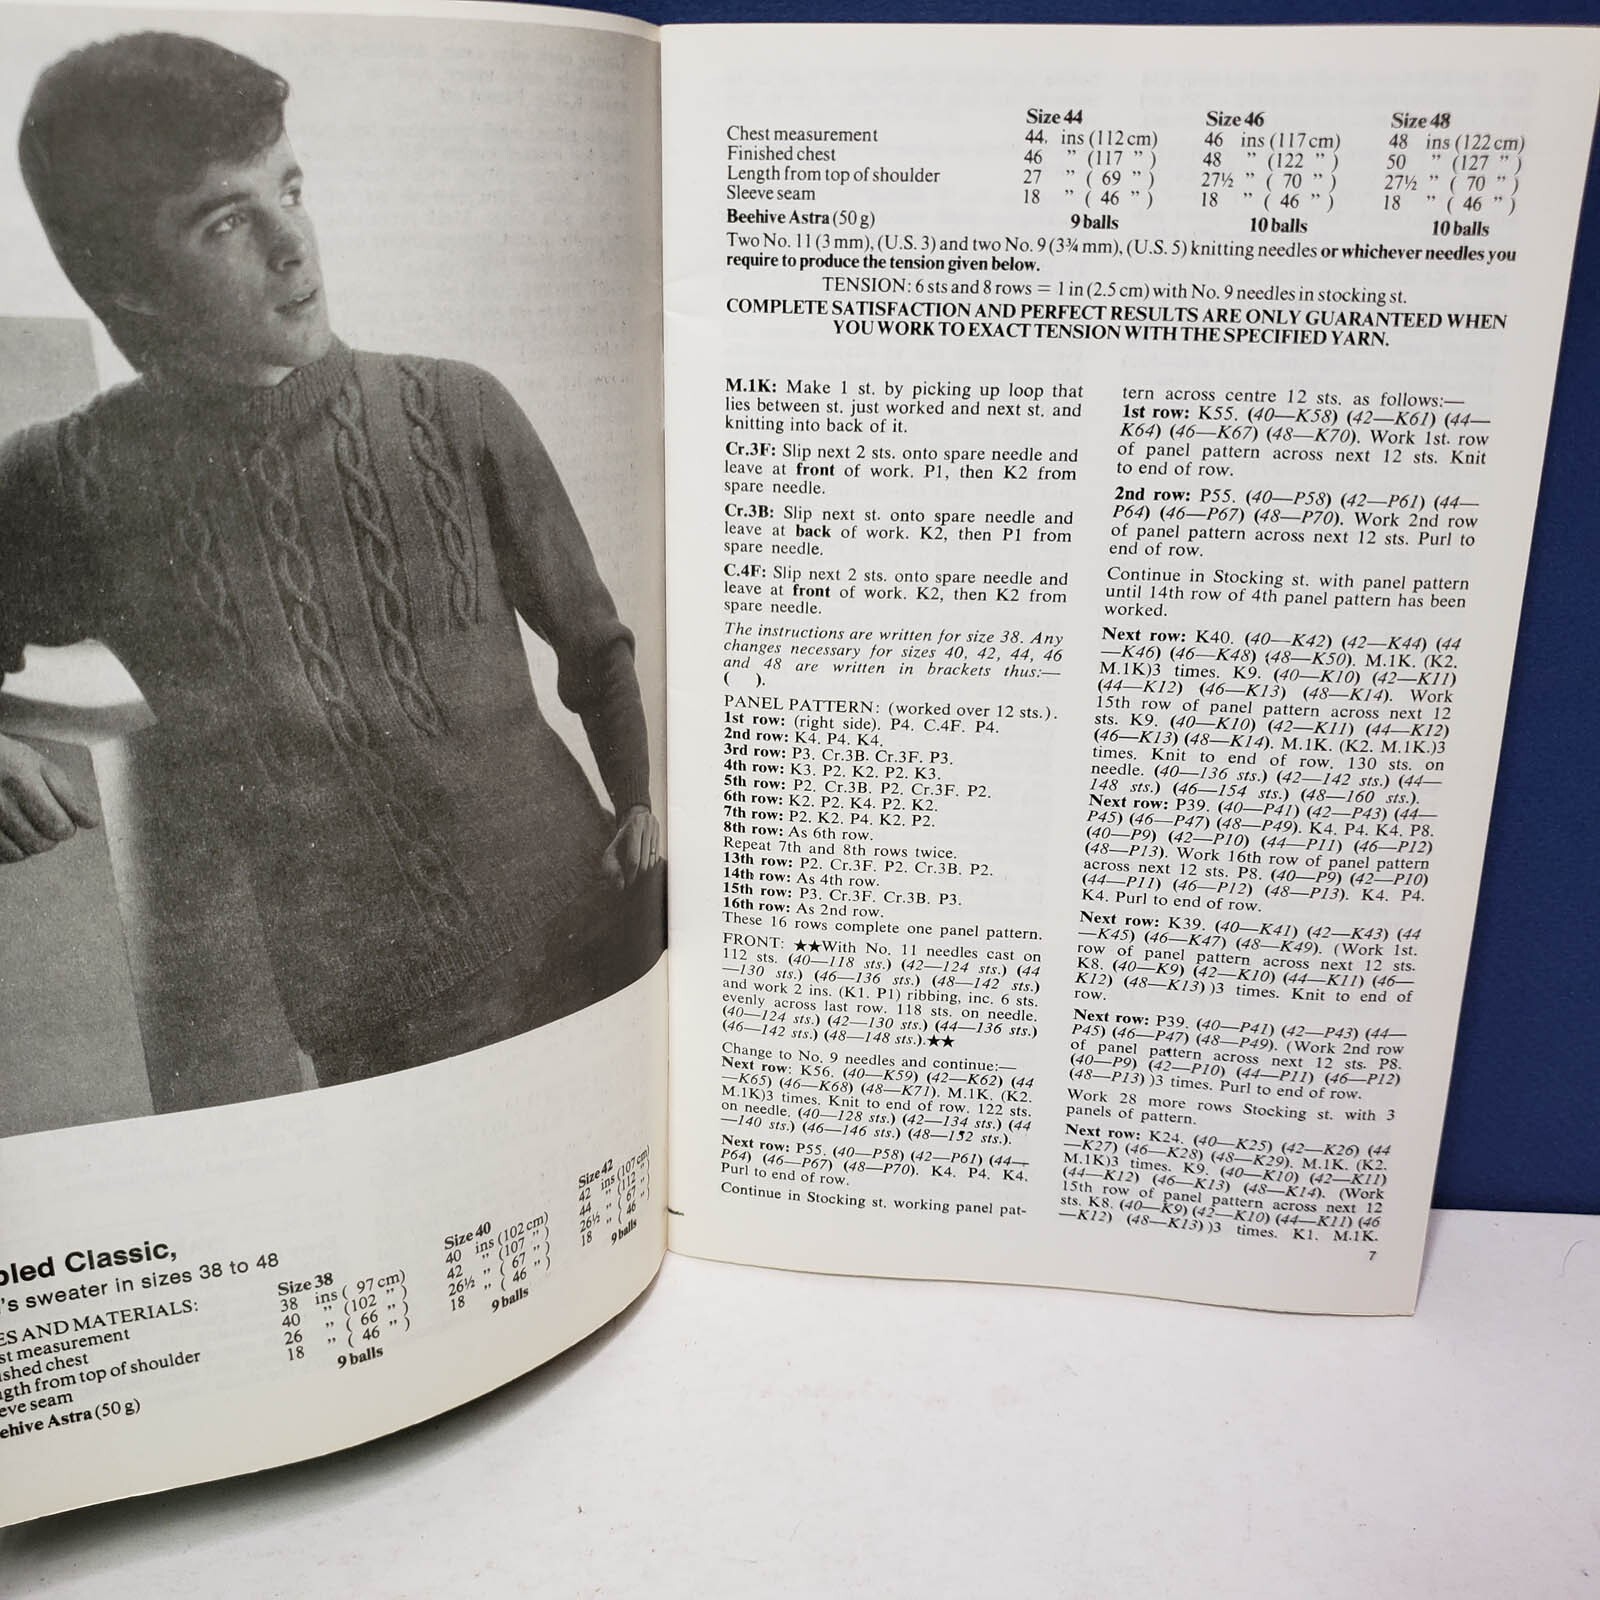 bled Classic,
's sweater in sizes 38 to 48
ES AND MATERIALS:
Size 38 Size 40 Size 42
st measurement 38 ins ( 97 cm) 40 ins (102 cm) 42 ins (107 cm)
ished chest 40 " (102 ") 42 " (107 ") 44 " (112 ")
gth from top of shoulder 26 " ( 66 ") 26½ " ( 67 ") 26½ " ( 67 ")
eve seam 18 " ( 46 ") 18 " ( 46 ") 18 " ( 46 ")
ehive Astra (50 g) 9 balls 9 balls 9 balls
Size 44 Size 46 Size 48
Chest measurement 44. ins (112 cm) 46 ins (117 cm) 48 ins (122 cm)
Finished chest 46 " (117 ") 48 " (122 ") 50 " (127 ")
Length from top of shoulder 27 " ( 69 ") 27½ " ( 70 ") 27½ " ( 70 ")
Sleeve seam 18 " ( 46 ") 18 " ( 46 ") 18 " ( 46 ")
Beehive Astra (50 g) 9 balls 10 balls 10 balls
Two No. 11 (3 mm), (U.S. 3) and two No. 9 (3¾ mm), (U.S. 5) knitting needles or whichever needles you
require to produce the tension given below.
TENSION: 6 sts and 8 rows = 1 in (2.5 cm) with No. 9 needles in stocking st.
COMPLETE SATISFACTION AND PERFECT RESULTS ARE ONLY GUARANTEED WHEN
YOU WORK TO EXACT TENSION WITH THE SPECIFIED YARN.
M.1K: Make 1 st. by picking up loop that
lies between st. just worked and next st. and
knitting into back of it.
Cr.3F: Slip next 2 sts. onto spare needle and
leave at front of work. P1, then K2 from
spare needle.
Cr.3B: Slip next st. onto spare needle and
leave at back of work. K2, then P1 from
spare needle.
C.4F: Slip next 2 sts. onto spare needle and
leave at front of work. K2, then K2 from
spare needle.
The instructions are written for size 38. Any
changes necessary for sizes 40, 42, 44, 46
and 48 are written in brackets thus:—
( ).
PANEL PATTERN: (worked over 12 sts.).
1st row: (right side). P4. C.4F. P4.
2nd row: K4. P4. K4.
3rd row: P3. Cr.3B. Cr.3F. P3.
4th row: K3. P2. K2. P2. K3.
5th row: P2. Cr.3B. P2. Cr.3F. P2.
6th row: K2. P2. K4. P2. K2.
7th row: P2. K2. P4. K2. P2.
8th row: As 6th row.
Repeat 7th and 8th rows twice.
13th row: P2. Cr.3F. P2. Cr.3B. P2.
14th row: As 4th row.
15th row: P3. Cr.3F. Cr.3B. P3.
16th row: As 2nd row.
These 16 rows complete one panel pattern.
FRONT: ★★With No. 11 needles cast on
112 sts. (40—118 sts.) (42—124 sts.) (44
—130 sts.) (46—136 sts.) (48—142 sts.)
and work 2 ins. (K1. P1) ribbing, inc. 6 sts.
evenly across last row. 118 sts. on needle.
(40—124 sts.) (42—130 sts.) (44—136 sts.)
(46—142 sts.) (48—148 sts.).★★
Change to No. 9 needles and continue:—
Next row: K56. (40—K59) (42—K62) (44
—K65) (46—K68) (48—K71). M.1K. (K2.
M.1K)3 times. Knit to end of row. 122 sts.
on needle. (40—128 sts.) (42—134 sts.) (44
—140 sts.) (46—146 sts.) (48—152 sts.).
Next row: P55. (40—P58) (42—P61) (44—
P64) (46—P67) (48—P70). K4. P4. K4.
Purl to end of row.
Continue in Stocking st. working panel pat-
tern across centre 12 sts. as follows:—
1st row: K55. (40—K58) (42—K61) (44—
K64) (46—K67) (48—K70). Work 1st. row
of panel pattern across next 12 sts. Knit
to end of row.
2nd row: P55. (40—P58) (42—P61) (44—
P64) (46—P67) (48—P70). Work 2nd row
of panel pattern across next 12 sts. Purl to
end of row.
Continue in Stocking st. with panel pattern
until 14th row of 4th panel pattern has been
worked.
Next row: K40. (40—K42) (42—K44) (44
—K46) (46—K48) (48—K50). M.1K. (K2.
M.1K)3 times. K9. (40—K10) (42—K11)
(44—K12) (46—K13) (48—K14). Work
15th row of panel pattern across next 12
sts. K9. (40—K10) (42—K11) (44—K12)
(46—K13) (48—K14). M.1K. (K2. M.1K.)3
times. Knit to end of row. 130 sts. on
needle. (40—136 sts.) (42—142 sts.) (44—
148 sts.) (46—154 sts.) (48—160 sts.).
Next row: P39. (40—P41) (42—P43) (44—
P45) (46—P47) (48—P49). K4. P4. K4. P8.
(40—P9) (42—P10) (44—P11) (46—P12)
(48—P13). Work 16th row of panel pattern
across next 12 sts. P8. (40—P9) (42—P10)
(44—P11) (46—P12) (48—P13). K4. P4.
K4. Purl to end of row.
Next row: K39. (40—K41) (42—K43) (44
—K45) (46—K47) (48—K49). (Work 1st.
row of panel pattern across next 12 sts.
K8. (40—K9) (42—K10) (44—K11) (46—
K12) (48—K13) )3 times. Knit to end of
row.
Next row: P39. (40—P41) (42—P43) (44—
P45) (46—P47) (48—P49). (Work 2nd row
of panel pattern across next 12 sts. P8.
(40—P9) (42—P10) (44—P11) (46—P12)
(48—P13) )3 times. Purl to end of row.
Work 28 more rows Stocking st. with 3
panels of pattern.
Next row: K24. (40—K25) (42—K26) (44
—K27) (46—K28) (48—K29). M.1K. (K2.
M.1K)3 times. K9. (40—K10) (42—K11)
(44—K12) (46—K13) (48—K14). (Work
15th row of panel pattern across next 12
sts. K8. (40—K9) (42—K10) (44—K11) (46
—K12) (48—K13) )3 times. K1. M.1K.
7